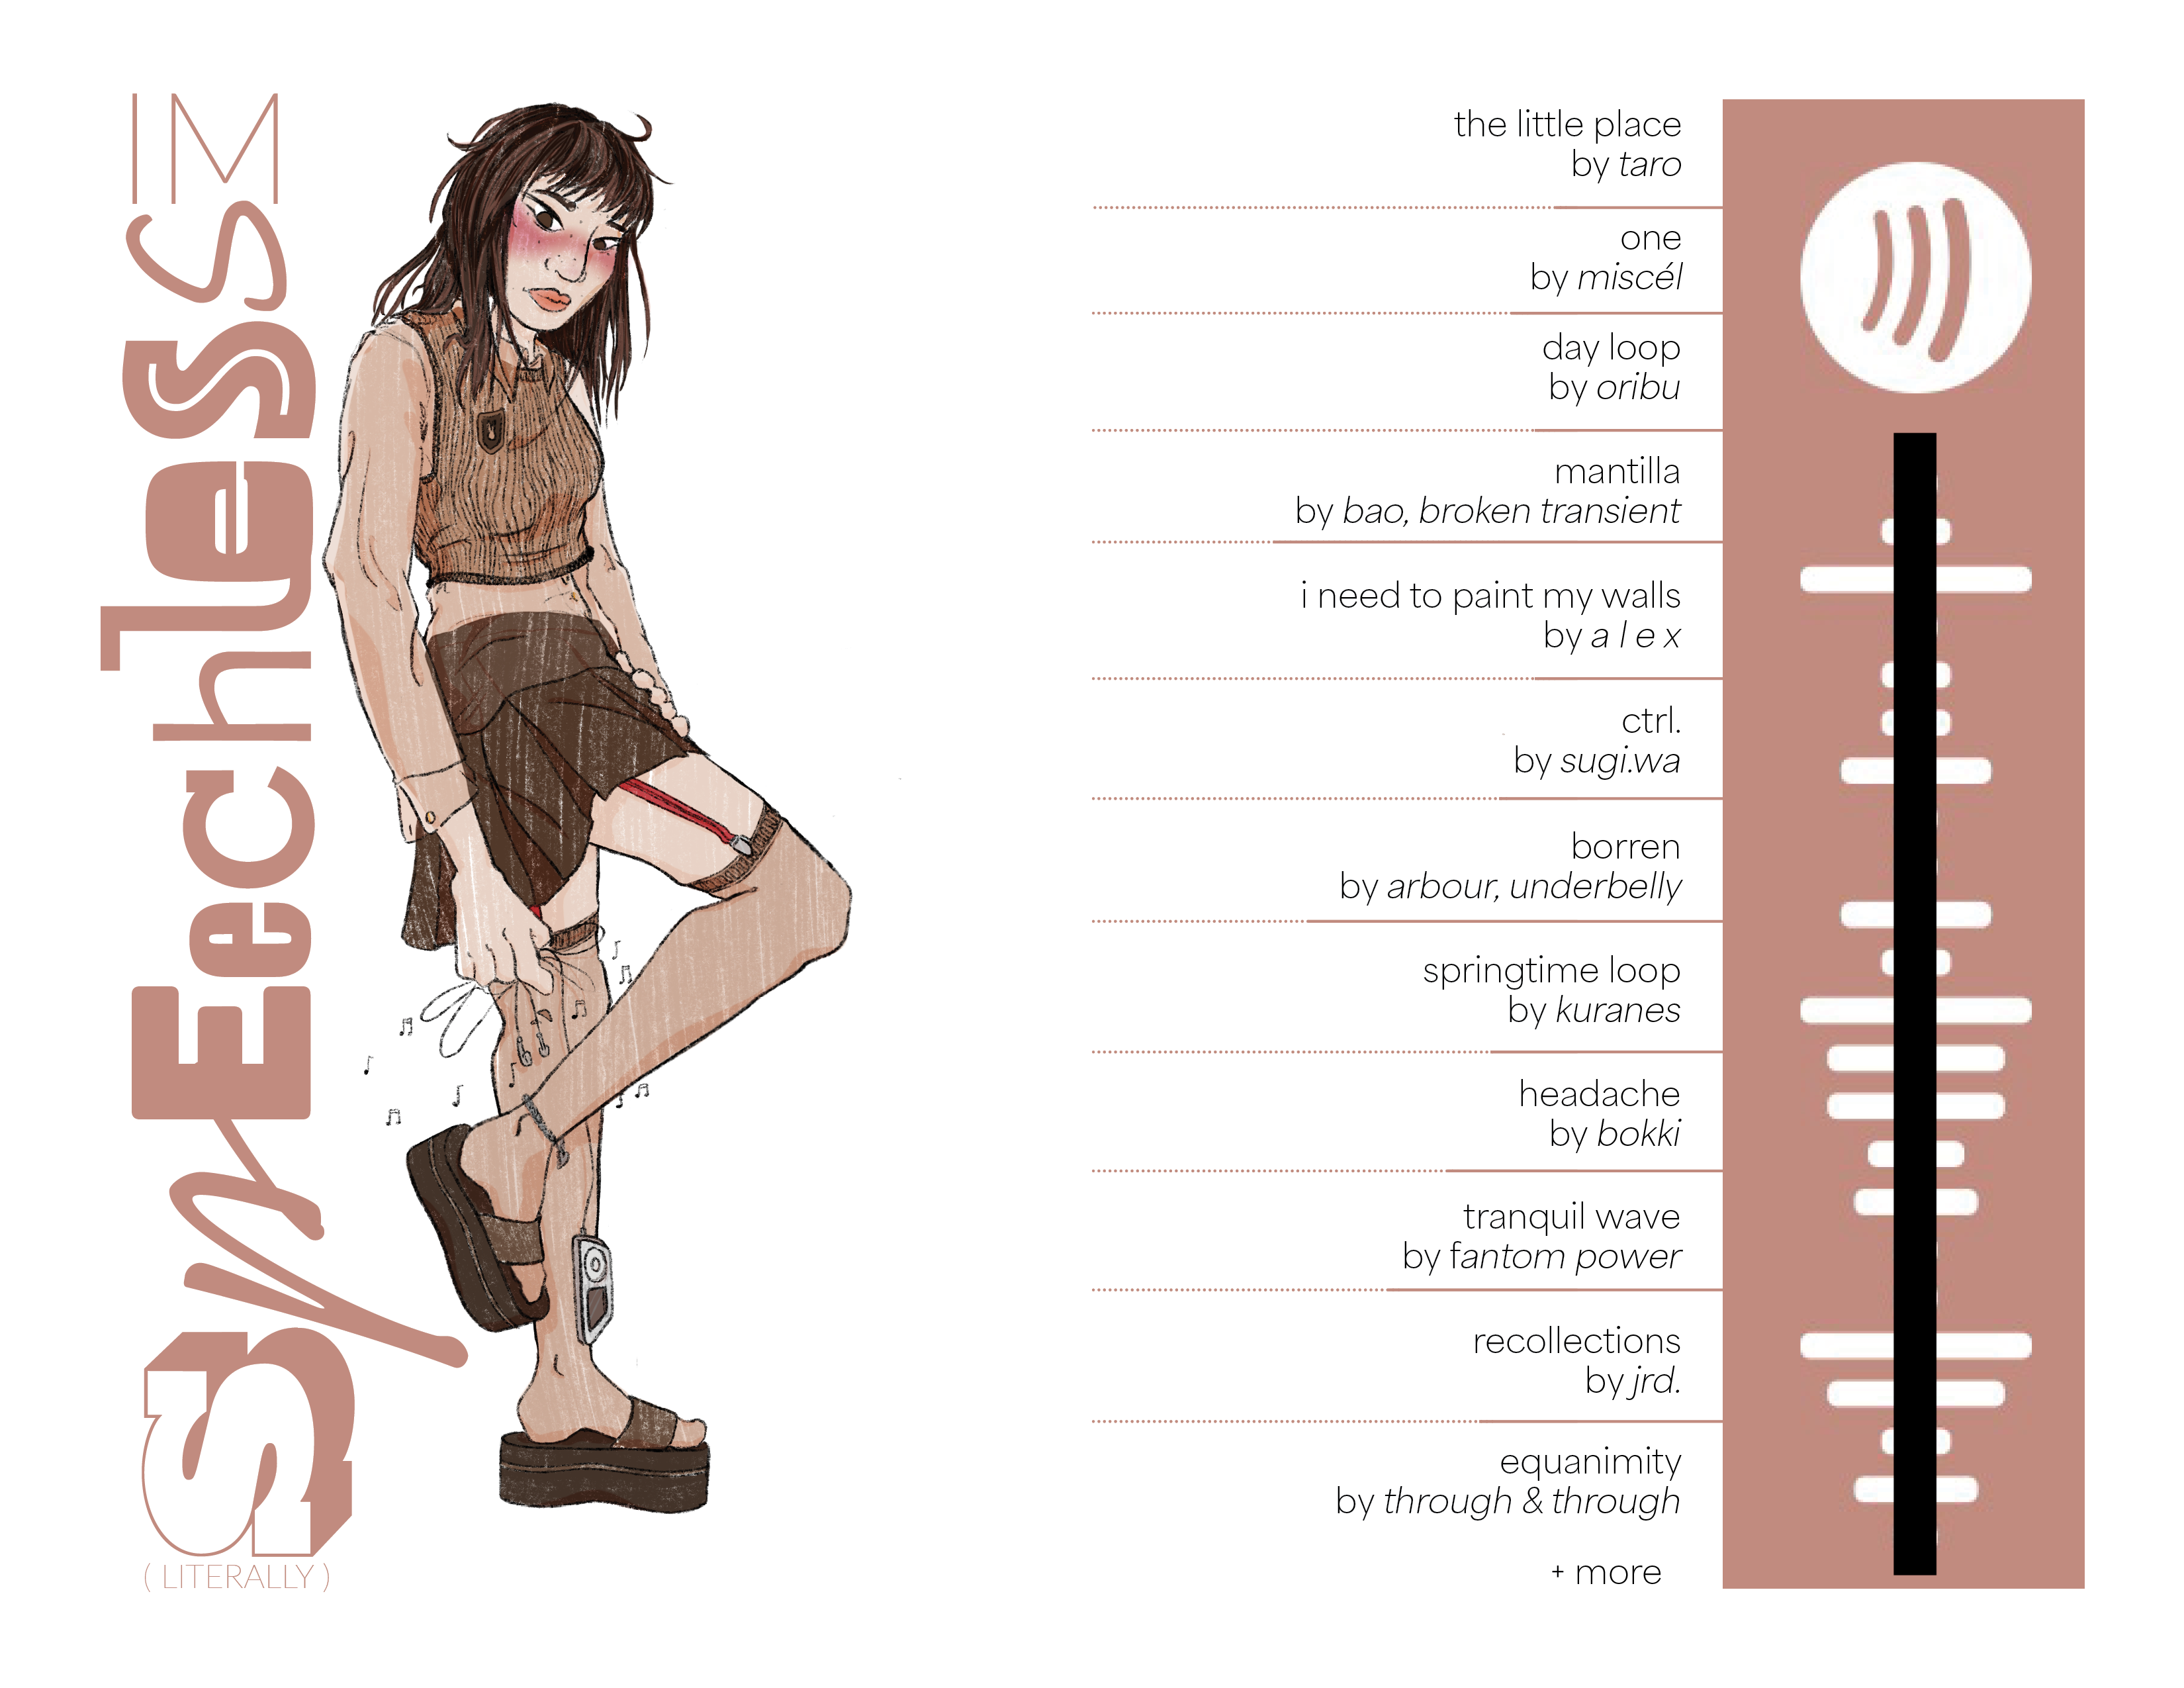 IM
SpEechleSS
( LITERALLY )
the little place
by taro
one
by miscél
day loop
by oribu
mantilla
by bao, broken transient
i need to paint my walls
by a l e x
ctrl.
by sugi.wa
borren
by arbour, underbelly
springtime loop
by kuranes
headache
by bokki
tranquil wave
by fantom power
recollections
by jrd.
equanimity
by through & through
+ more